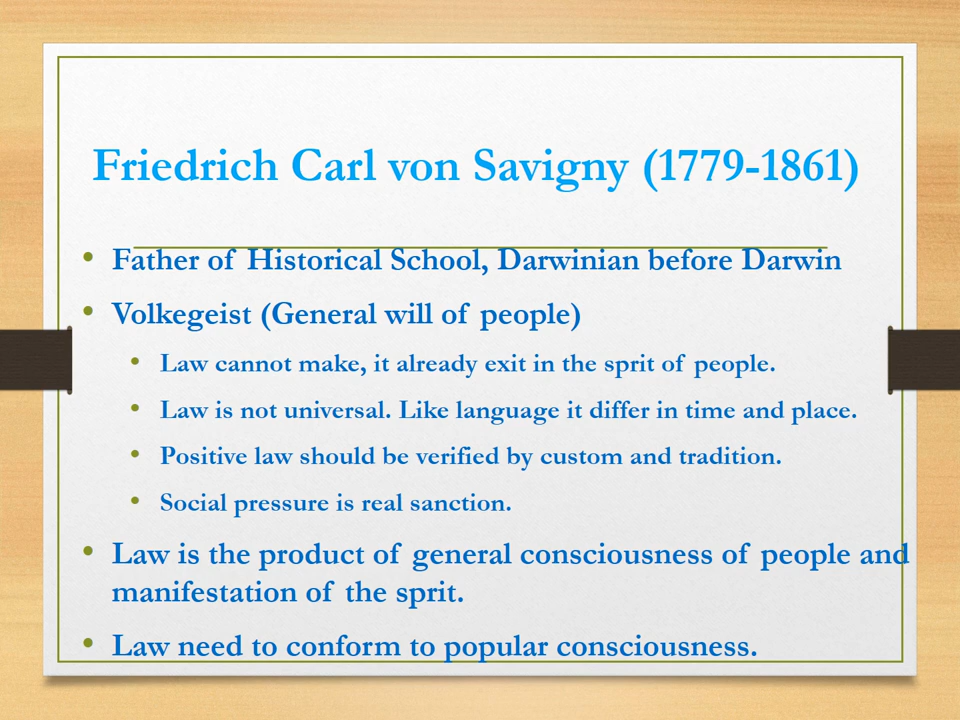 Friedrich Carl von Savigny (1779-1861)
• Father of Historical School, Darwinian before Darwin
• Volkegeist (General will of people)
• Law cannot make, it already exit in the sprit of people.
• Law is not universal. Like language it differ in time and place.
• Positive law should be verified by custom and tradition.
• Social pressure is real sanction.
• Law is the product of general consciousness of people and
manifestation of the sprit.
• Law need to conform to popular consciousness.